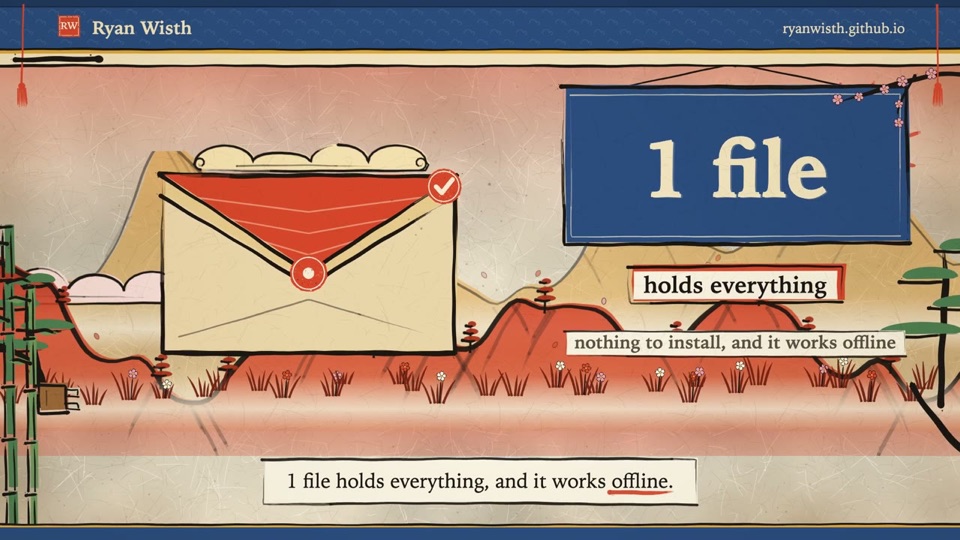 RW
Ryan Wisth
ryanwisth.github.io
1 file
holds everything
nothing to install, and it works offline
1 file holds everything, and it works offline.